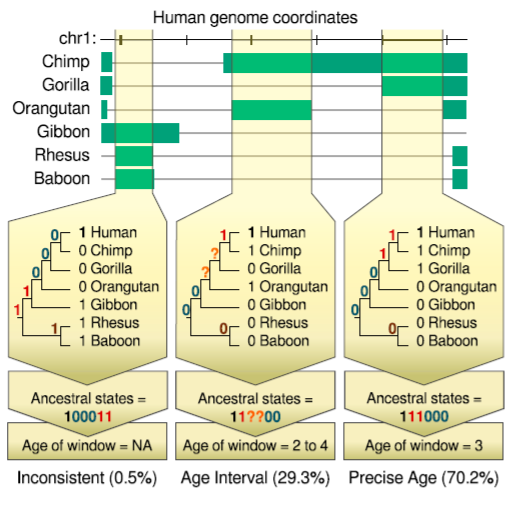 Human genome coordinates
chr1:
Chimp
Gorilla
Orangutan
Gibbon
Rhesus
Baboon
0 1 Human
0 0 Chimp
0 0 Gorilla
1 0 Orangutan
1 1 Gibbon
1 1 Rhesus
1 Baboon
Ancestral states =
100011
Age of window = NA
Inconsistent (0.5%)
1 1 Human
? 1 Chimp
? 0 Gorilla
0 1 Orangutan
0 0 Gibbon
0 0 Rhesus
0 Baboon
Ancestral states =
11??00
Age of window = 2 to 4
Age Interval (29.3%)
1 1 Human
1 1 Chimp
0 1 Gorilla
0 0 Orangutan
0 0 Gibbon
0 0 Rhesus
0 Baboon
Ancestral states =
111000
Age of window = 3
Precise Age (70.2%)